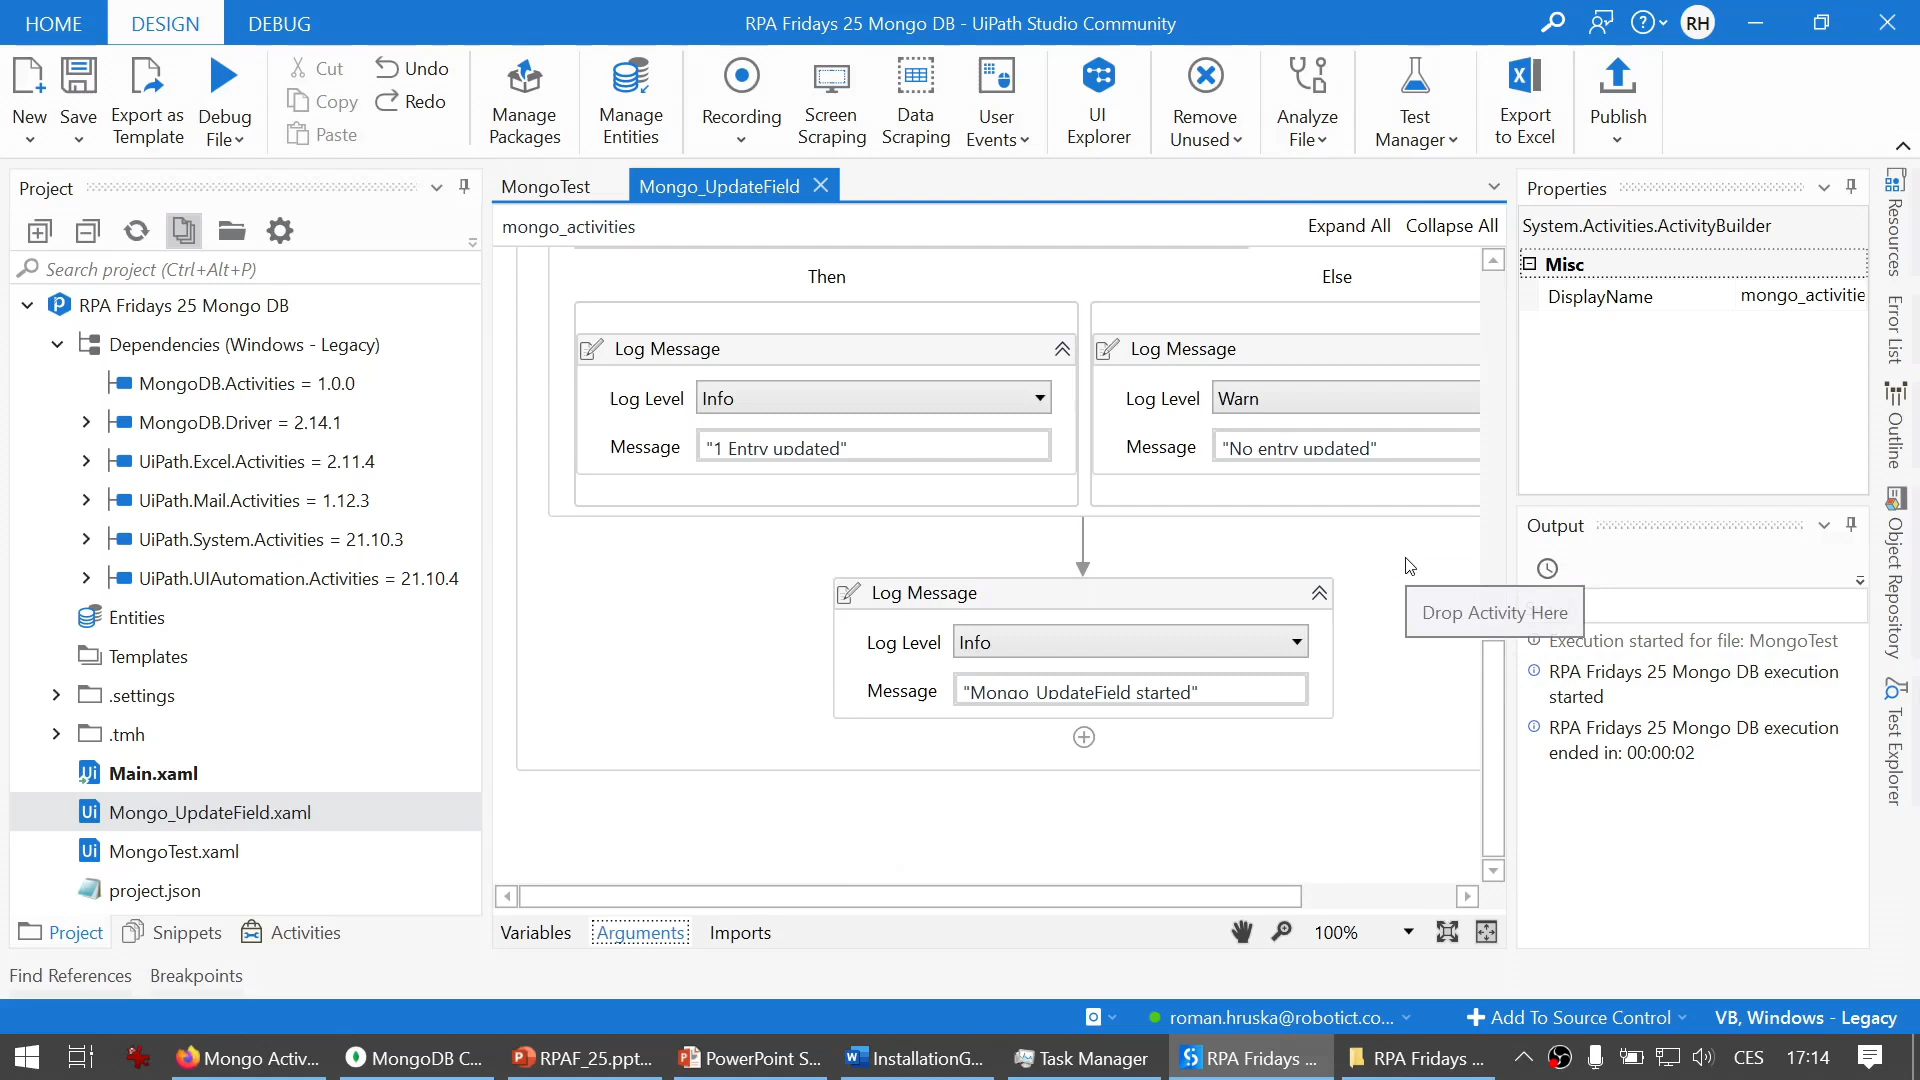 HOME DESIGN DEBUG RPA Fridays 25 Mongo DB - UiPath Studio Community RH
New Save Export as Template Debug File
Cut Copy Paste Undo Redo
Manage Packages
Manage Entities
Recording
Screen Scraping
Data Scraping
User Events
UI Explorer
Remove Unused
Analyze File
Test Manager
Export to Excel
Publish
Project
Search project (Ctrl+Alt+P)
RPA Fridays 25 Mongo DB
Dependencies (Windows - Legacy)
MongoDB.Activities = 1.0.0
MongoDB.Driver = 2.14.1
UiPath.Excel.Activities = 2.11.4
UiPath.Mail.Activities = 1.12.3
UiPath.System.Activities = 21.10.3
UiPath.UIAutomation.Activities = 21.10.4
Entities
Templates
.settings
.tmh
Main.xaml
Mongo_UpdateField.xaml
MongoTest.xaml
project.json
Project Snippets Activities
Find References Breakpoints
MongoTest Mongo_UpdateField
mongo_activities Expand All Collapse All
Then Else
Log Message Log Message
Log Level Info Log Level Warn
Message "1 Entry updated" Message "No entry updated"
Log Message
Log Level Info
Message "Mongo_UpdateField started"
Drop Activity Here
Variables Arguments Imports 100%
Properties
System.Activities.ActivityBuilder
Misc
DisplayName mongo_activitie
Output
Execution started for file: MongoTest
RPA Fridays 25 Mongo DB execution started
RPA Fridays 25 Mongo DB execution ended in: 00:00:02
Resources
Error List
Outline
Object Repository
Test Explorer
roman.hruska@robotict.co... Add To Source Control VB, Windows - Legacy
Mongo Activ... MongoDB C... RPAF_25.ppt... PowerPoint S... InstallationG... Task Manager RPA Fridays ... RPA Fridays ... CES 17:14